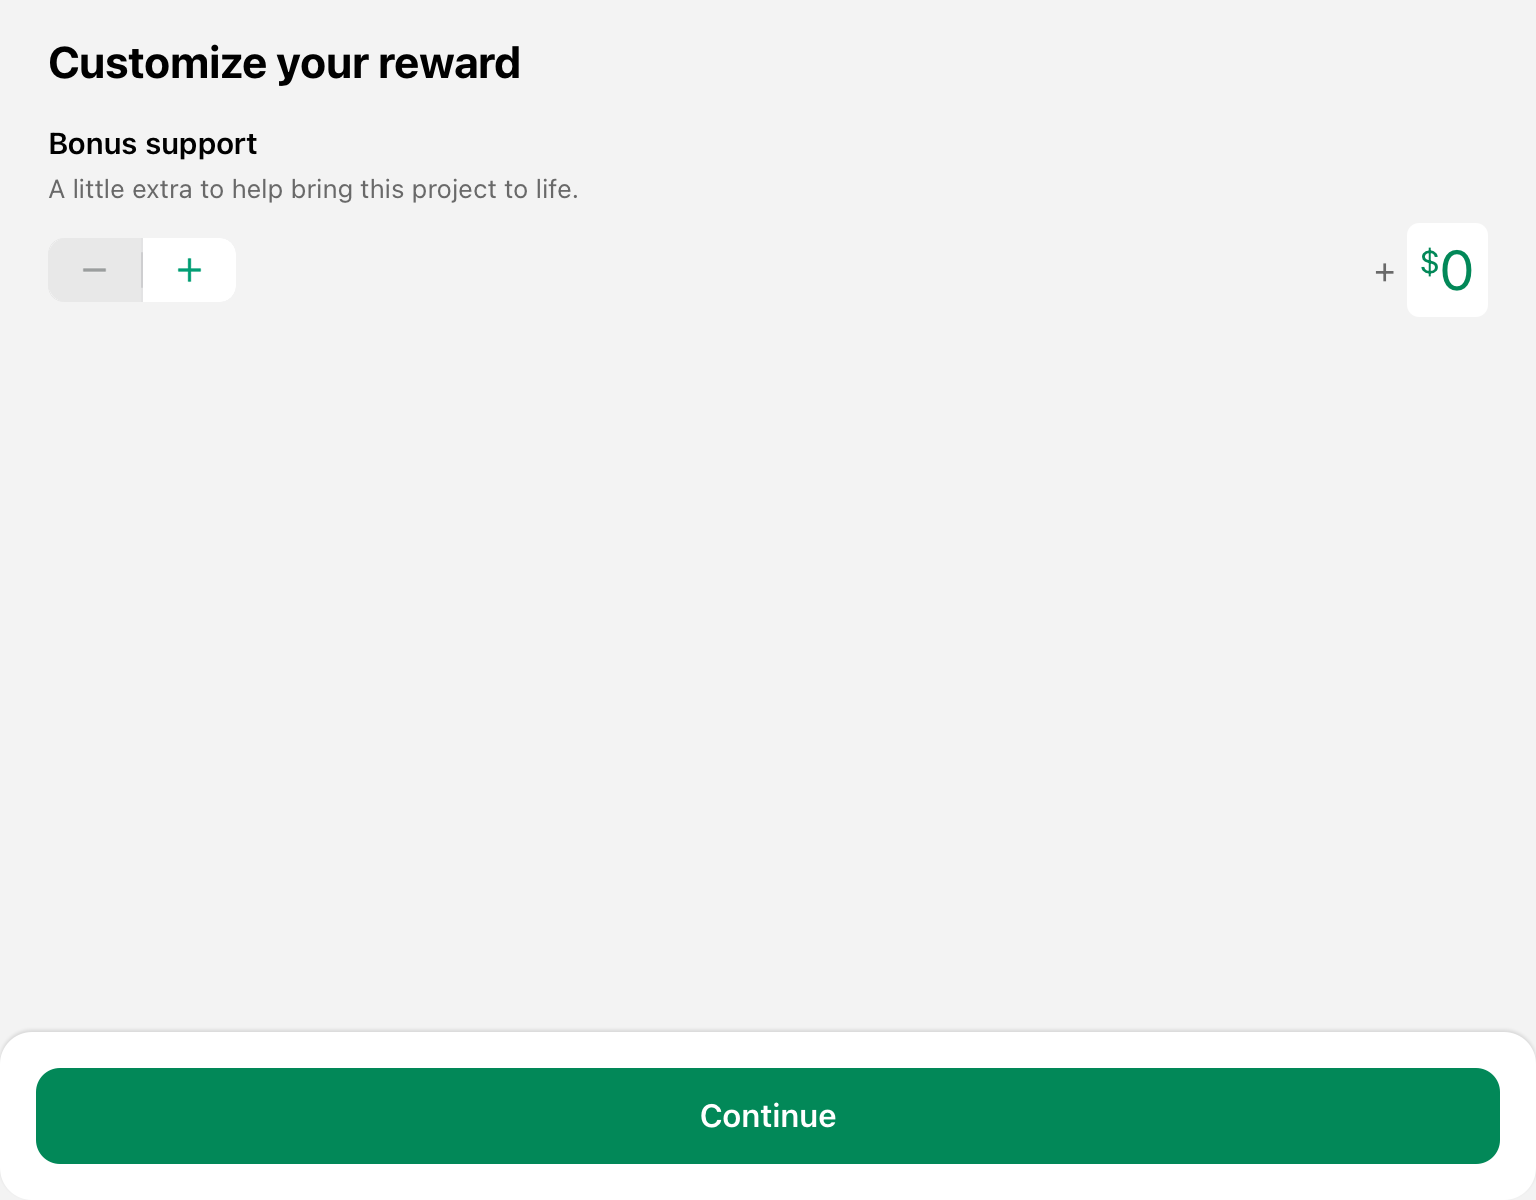 Customize your reward
Bonus support
A little extra to help bring this project to life.
− +
+ $0
Continue